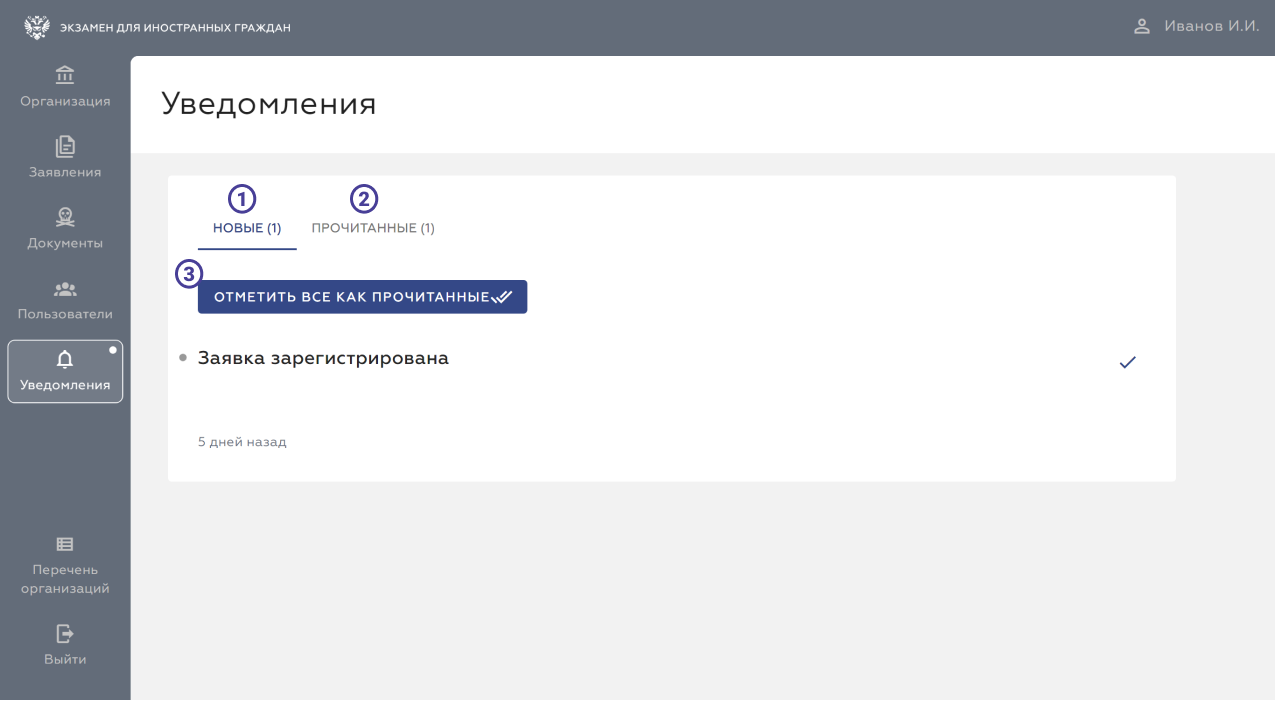 ЭКЗАМЕН ДЛЯ ИНОСТРАННЫХ ГРАЖДАН
Иванов И.И.
Организация
Заявления
Документы
Пользователи
Уведомления
Перечень
организаций
Выйти
Уведомления
1
2
НОВЫЕ (1)
ПРОЧИТАННЫЕ (1)
3
ОТМЕТИТЬ ВСЕ КАК ПРОЧИТАННЫЕ
Заявка зарегистрирована
5 дней назад